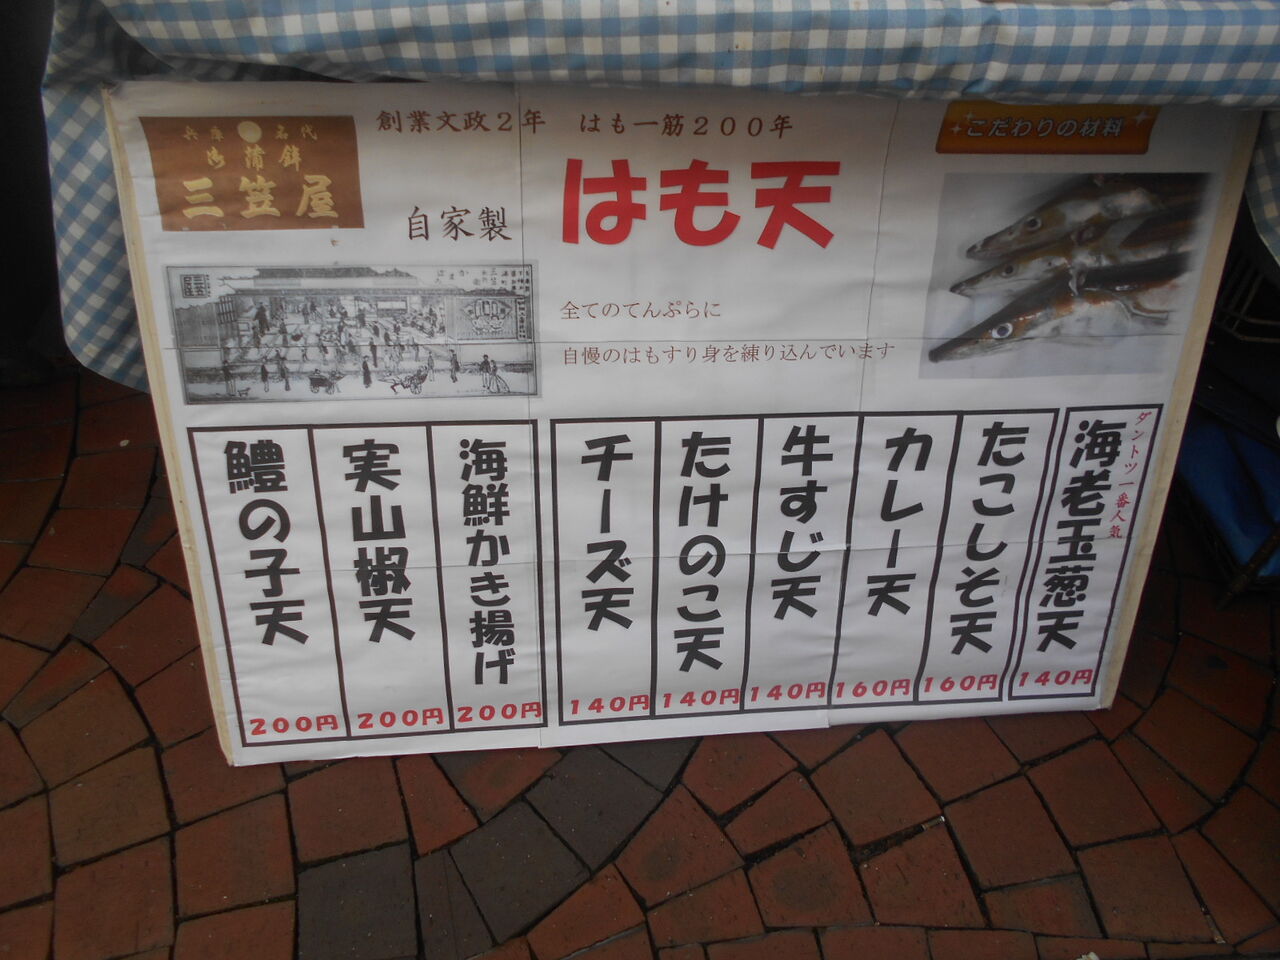 兵庫 名代
御蒲鉾
三笠屋
創業文政2年　はも一筋200年
自家製
はも天
こだわりの材料
全てのてんぷらに
自慢のはもすり身を練り込んでいます
ダントツ一番人気
海老玉葱天
140円
たこしそ天
160円
カレー天
160円
牛すじ天
140円
たけのこ天
140円
チーズ天
140円
海鮮かき揚げ
200円
実山椒天
200円
鱧の子天
200円